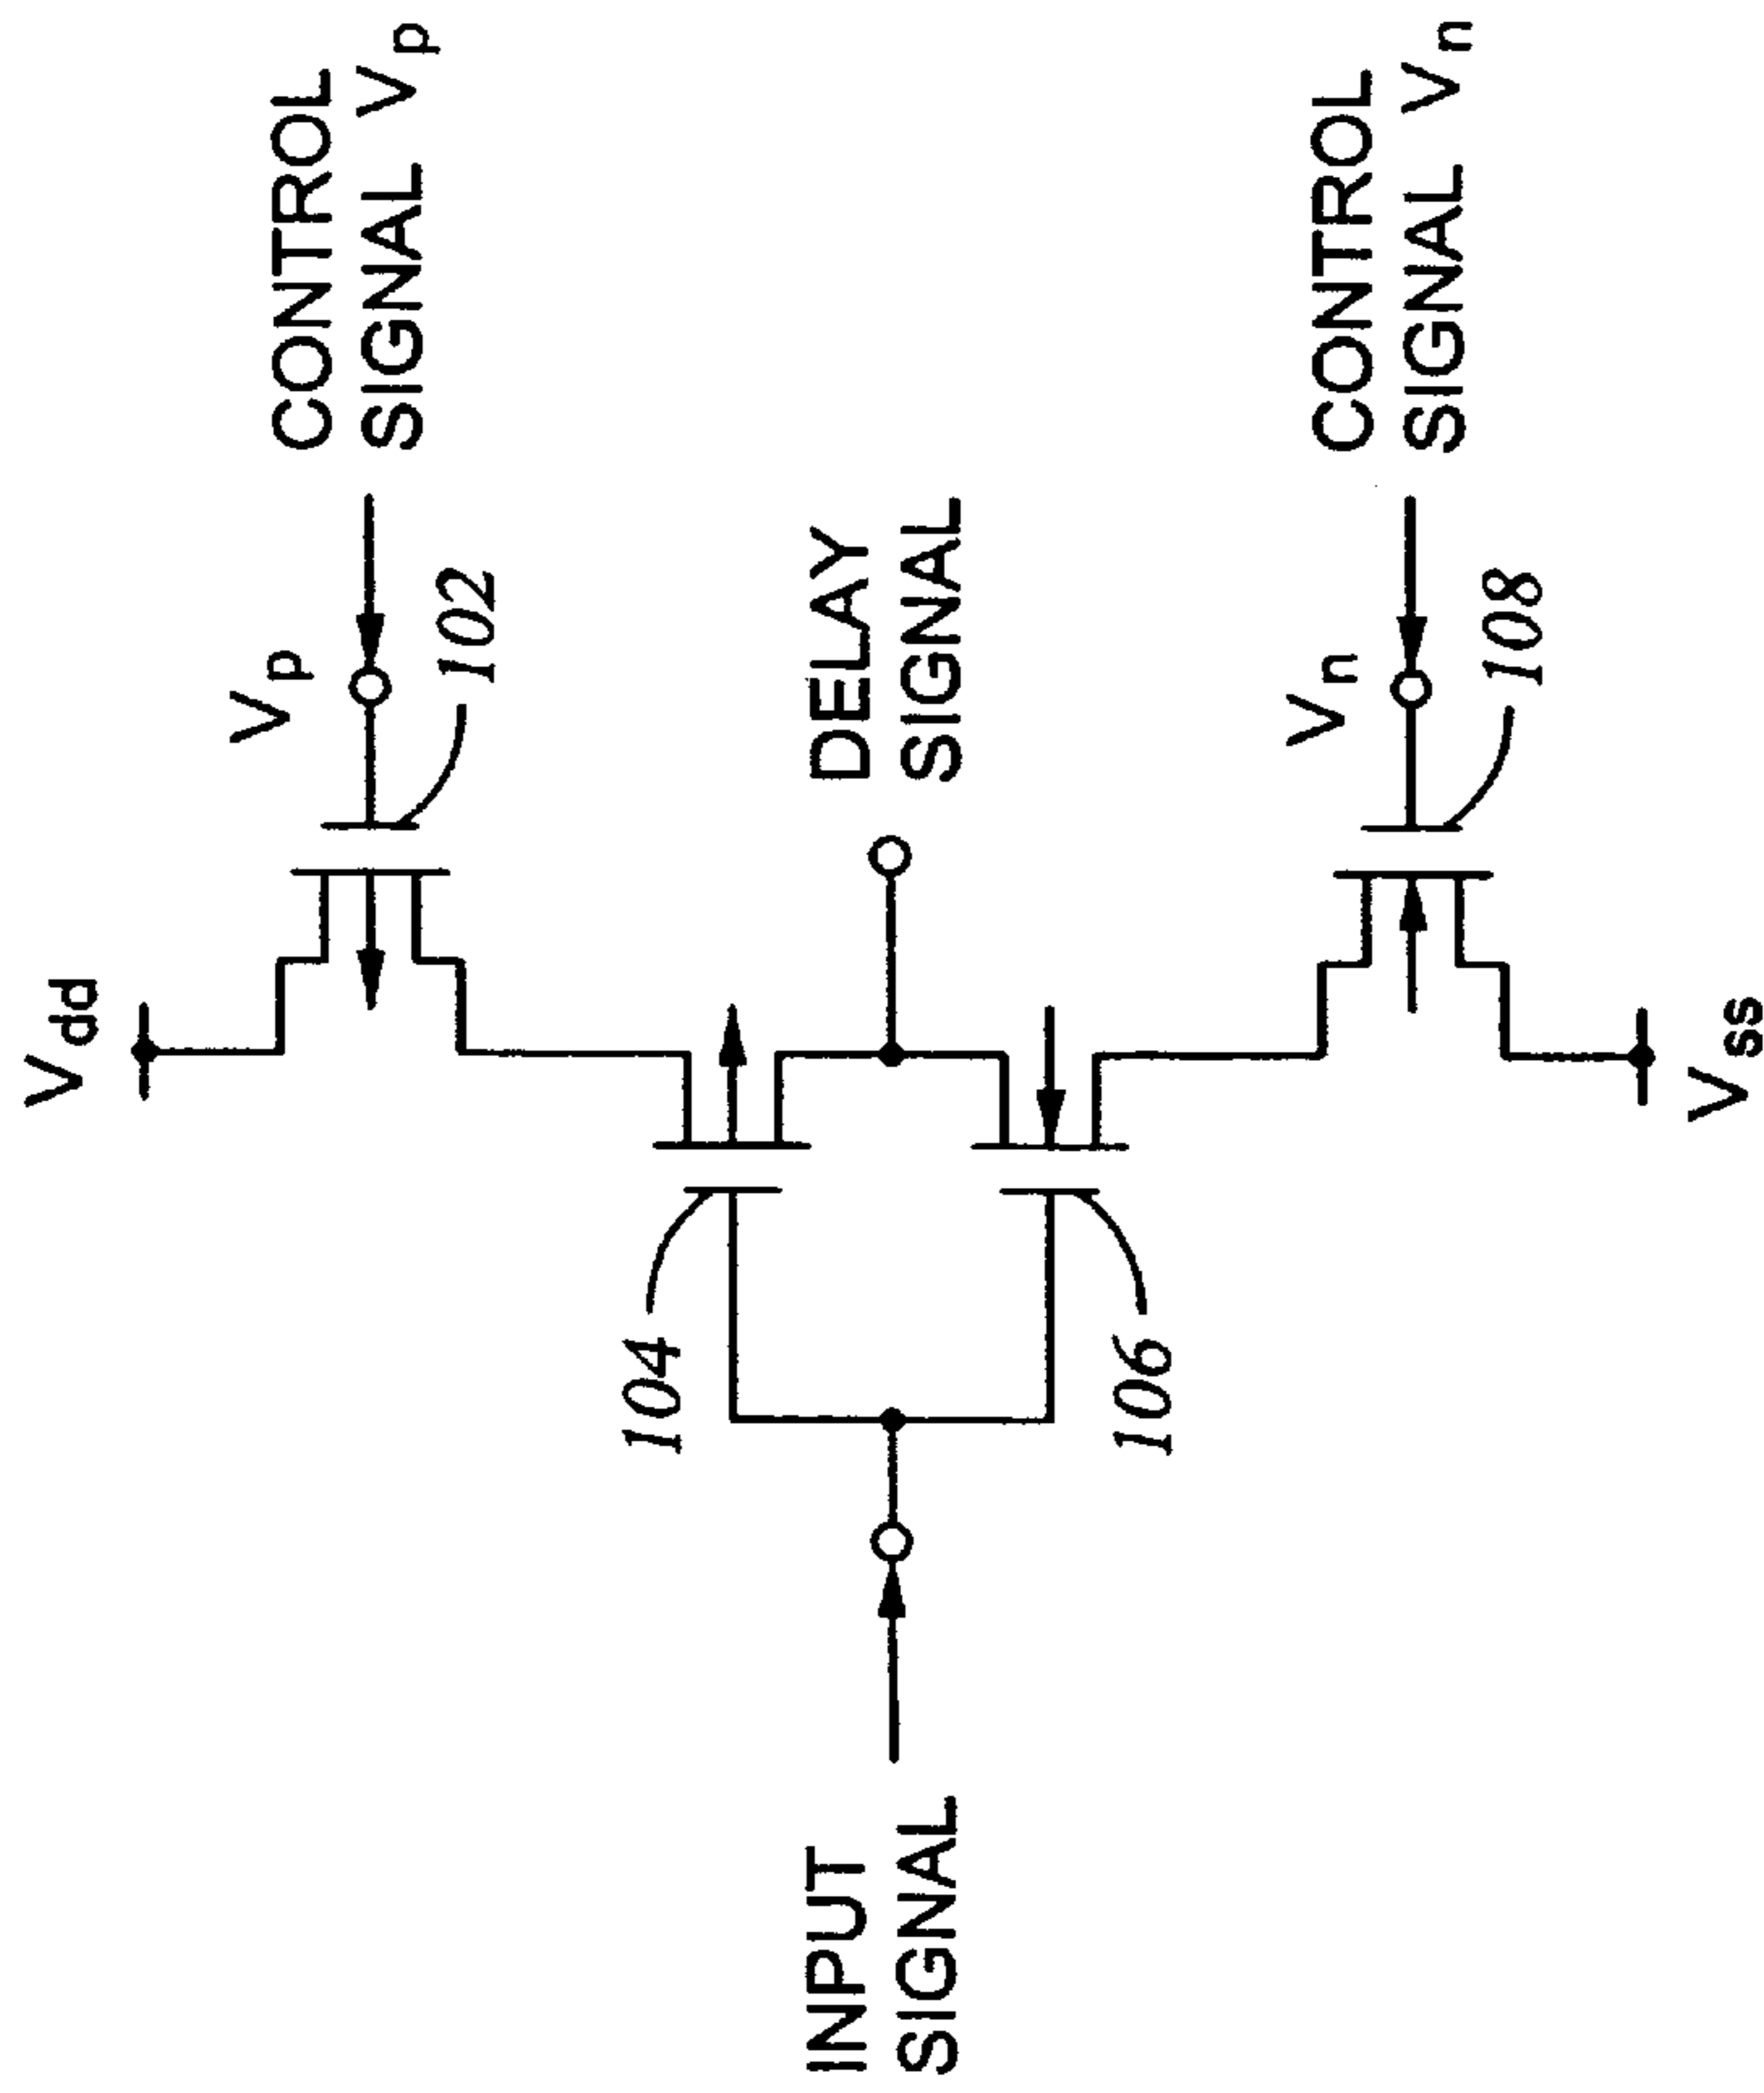 Vdd
Vp
CONTROL
SIGNAL Vp
102
104
DELAY
SIGNAL
INPUT
SIGNAL
106
Vn
CONTROL
SIGNAL Vn
108
Vss